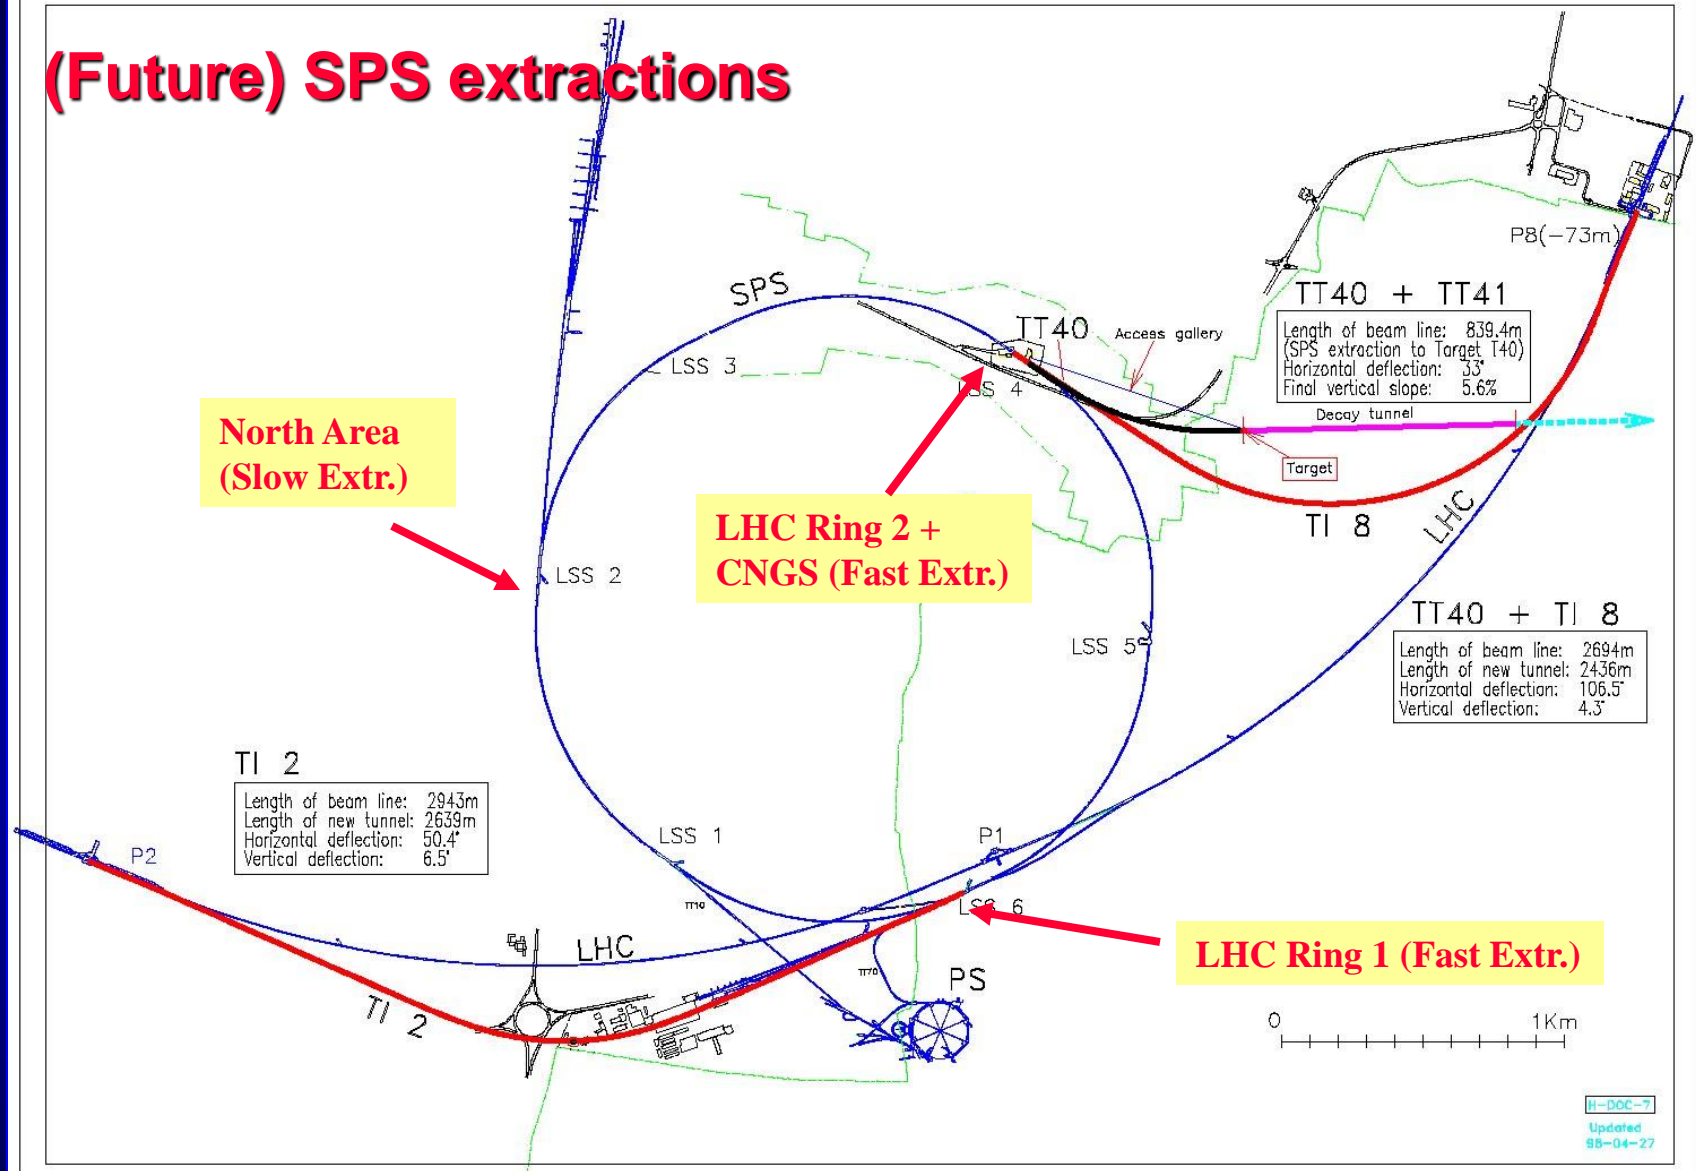 (Future) SPS extractions
P8(-73m)
SPS
TT40 + TT41
Length of beam line: 839.4m
(SPS extraction to Target T40)
Horizontal deflection: 33°
Final vertical slope: 5.6%
TT40
Access gallery
LSS 3
LSS 4
Decay tunnel
North Area
(Slow Extr.)
Target
LHC Ring 2 +
CNGS (Fast Extr.)
TI 8
LHC
LSS 2
TT40 + TI 8
Length of beam line: 2694m
Length of new tunnel: 2436m
Horizontal deflection: 106.5°
Vertical deflection: 4.3°
LSS 5
TI 2
Length of beam line: 2943m
Length of new tunnel: 2639m
Horizontal deflection: 50.4°
Vertical deflection: 6.5°
LSS 1
P1
P2
TT10
LSS 6
LHC
LHC Ring 1 (Fast Extr.)
TT70
PS
TI 2
0 1Km
H-DOC-7
Updated
98-04-27